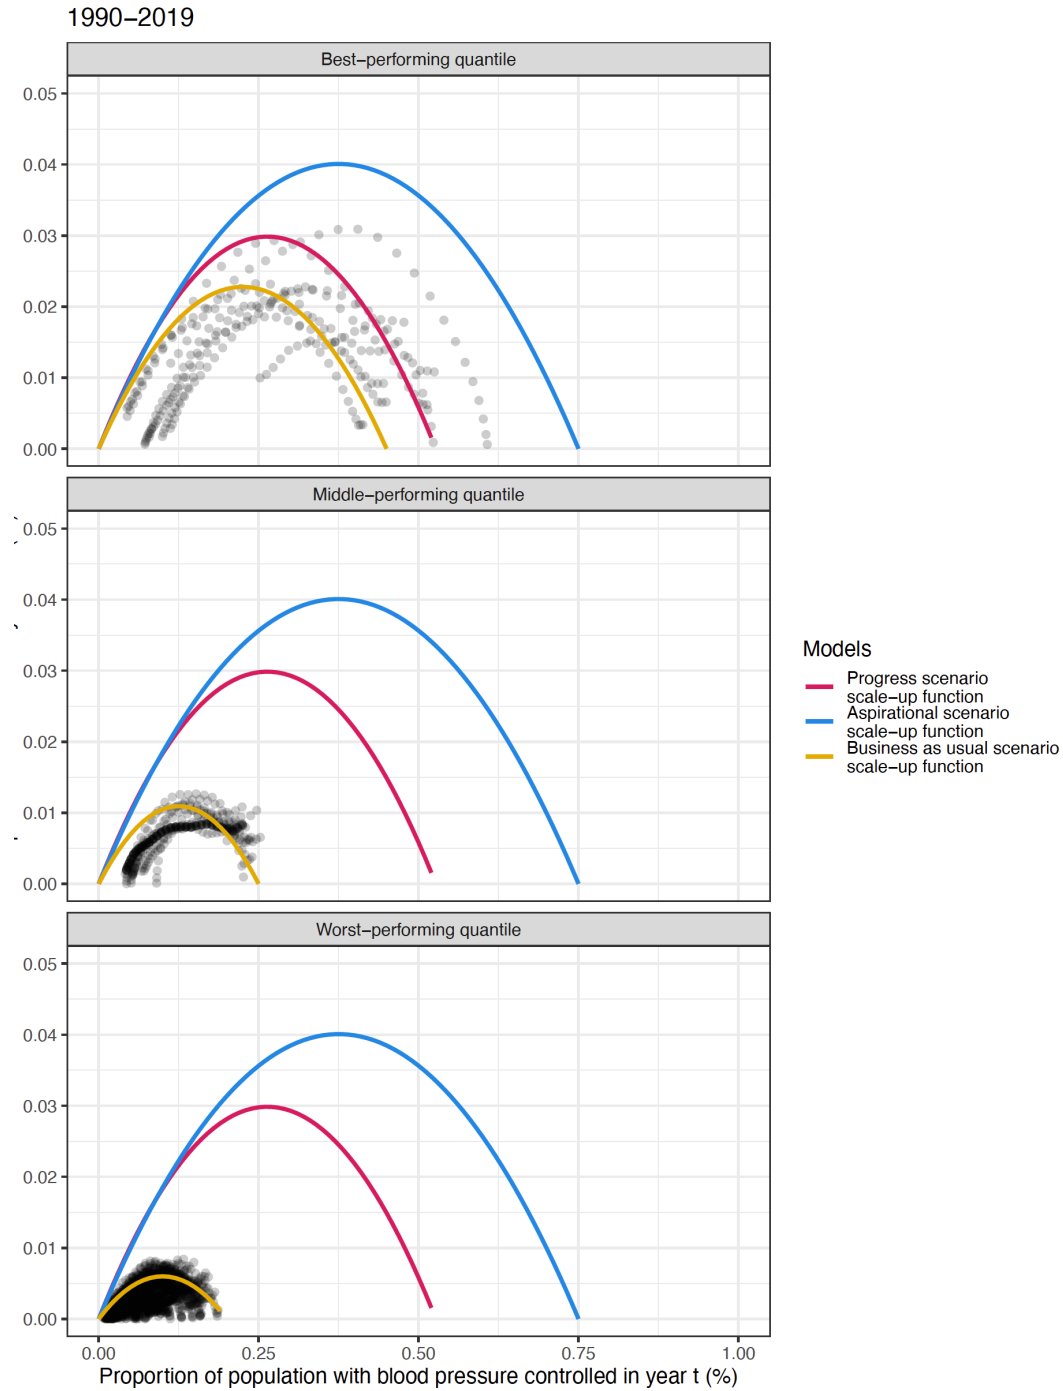 1990–2019
Best–performing quantile
0.05
0.04
0.03
0.02
0.01
0.00
Middle–performing quantile
0.05
0.04
0.03
0.02
0.01
0.00
Worst–performing quantile
0.05
0.04
0.03
0.02
0.01
0.00
0.00 0.25 0.50 0.75 1.00
Proportion of population with blood pressure controlled in year t (%)
Models
Progress scenario
scale–up function
Aspirational scenario
scale–up function
Business as usual scenario
scale–up function